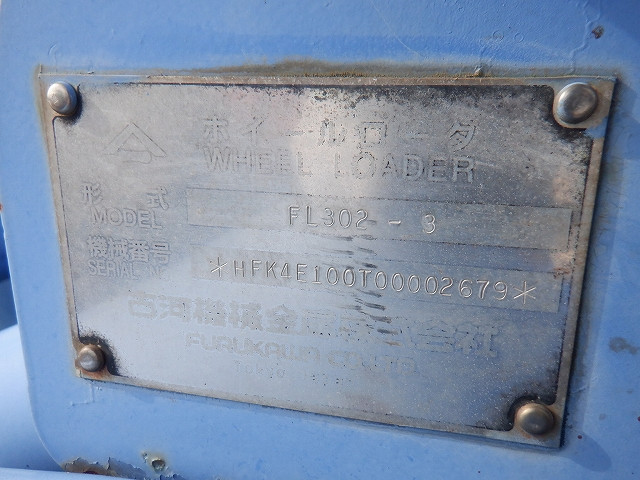 ホイールローダ
WHEEL LOADER
形式 FL302-3
MODEL
機械番号 *HFK4E100T00002679*
SERIAL N
古河機械金属株式会社
FURUKAWA CO.,LTD.